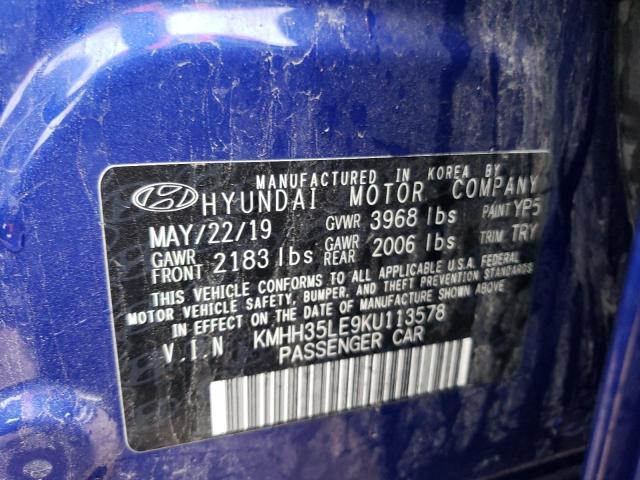 MANUFACTURED IN KOREA BY
HYUNDAI MOTOR COMPANY
MAY/22/19 GVWR 3968 lbs PAINT YP5
GAWR FRONT 2183 lbs GAWR REAR 2006 lbs TRIM TRY
THIS VEHICLE CONFORMS TO ALL APPLICABLE U.S.A. FEDERAL
MOTOR VEHICLE SAFETY, BUMPER, AND THEFT PREVENTION STANDARDS
IN EFFECT ON THE DATE OF MANUFACTURE SHOWN ABOVE.
V.I.N KMHH35LE9KU113578
PASSENGER CAR